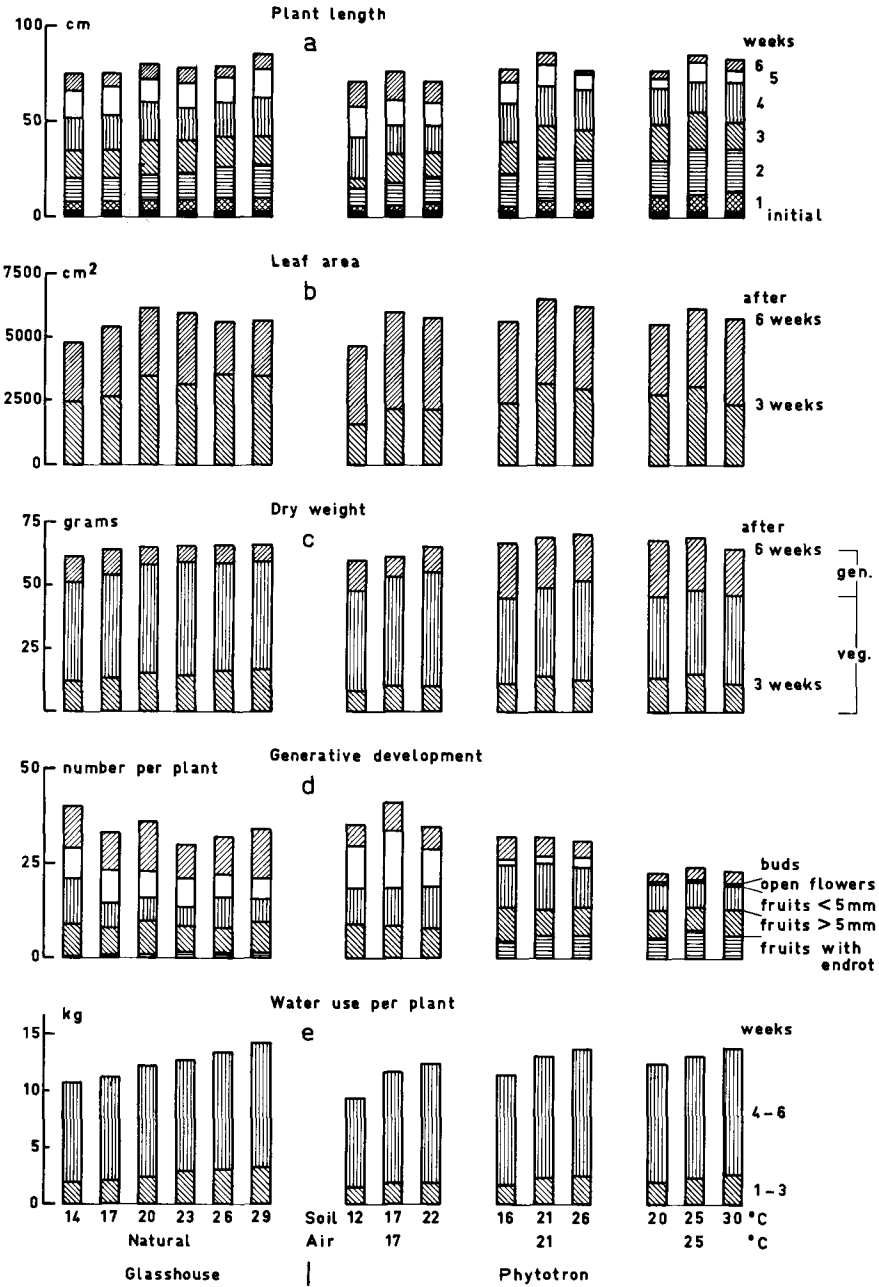 Plant length
100 cm
a
weeks
6
5
4
50
3
2
1
initial
0
Leaf area
7500 cm2
b
after
6 weeks
5000
2500
3 weeks
0
Dry weight
75 grams
c
after
6 weeks
gen.
50
25
veg.
3 weeks
Generative development
50 number per plant
d
25
buds
open flowers
fruits < 5mm
fruits > 5mm
0
fruits with
endrot
Water use per plant
kg
e
weeks
15
10
4-6
5
1-3
0
14 17 20 23 26 29 Soil 12 17 22 16 21 26 20 25 30 °C
Natural Air 17 21 25 °C
Glasshouse Phytotron